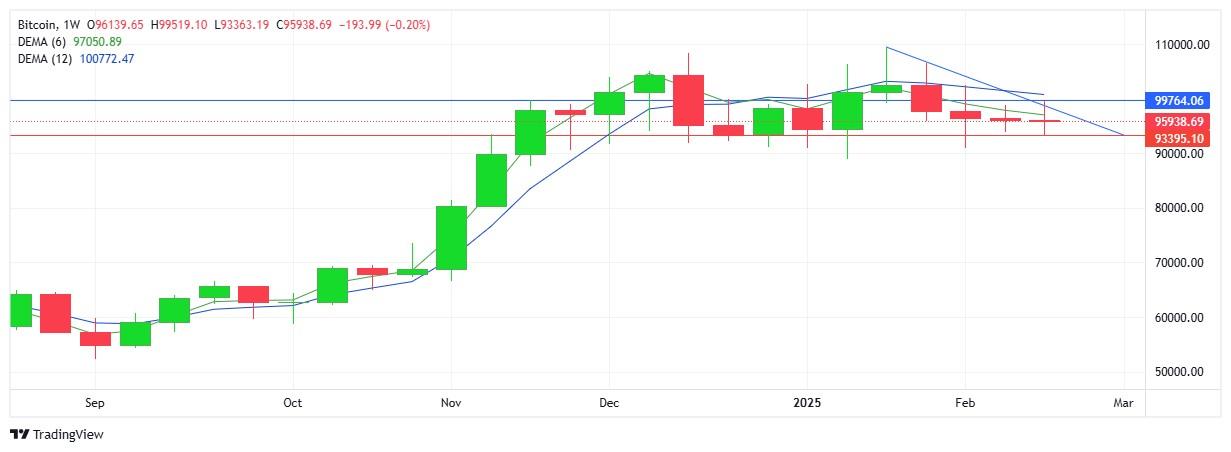 Bitcoin, 1W O96139.65 H99519.10 L93363.19 C95938.69 −193.99 (−0.20%)
DEMA (6) 97050.89
DEMA (12) 100772.47
110000.00
99764.06
95938.69
93395.10
90000.00
80000.00
70000.00
60000.00
50000.00
Sep Oct Nov Dec 2025 Feb Mar
TradingView